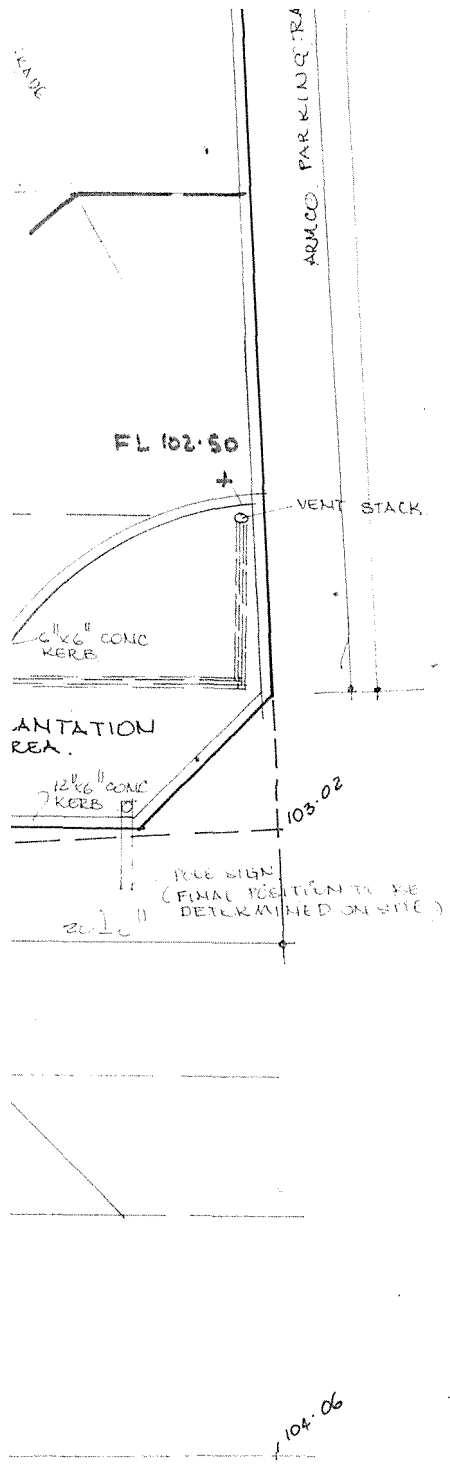 ARMCO PARKING RA
FL 102.50
VENT STACK
6"x6" CONC
KERB
ANTATION
REA.
12"x6" CONC
KERB
103.02
POLE SIGN
(FINAL POSITION TO BE
DETERMINED ON SITE)
104.06